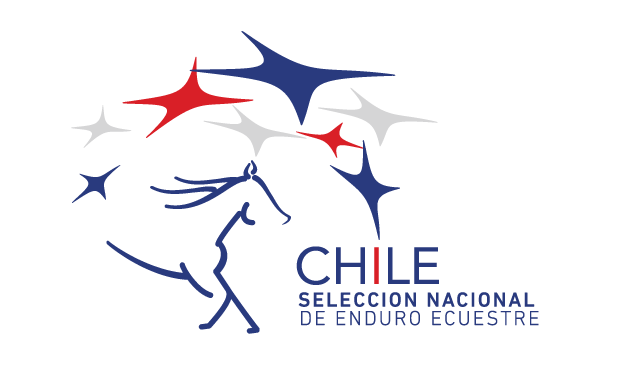 CHILE
SELECCION NACIONAL
DE ENDURO ECUESTRE